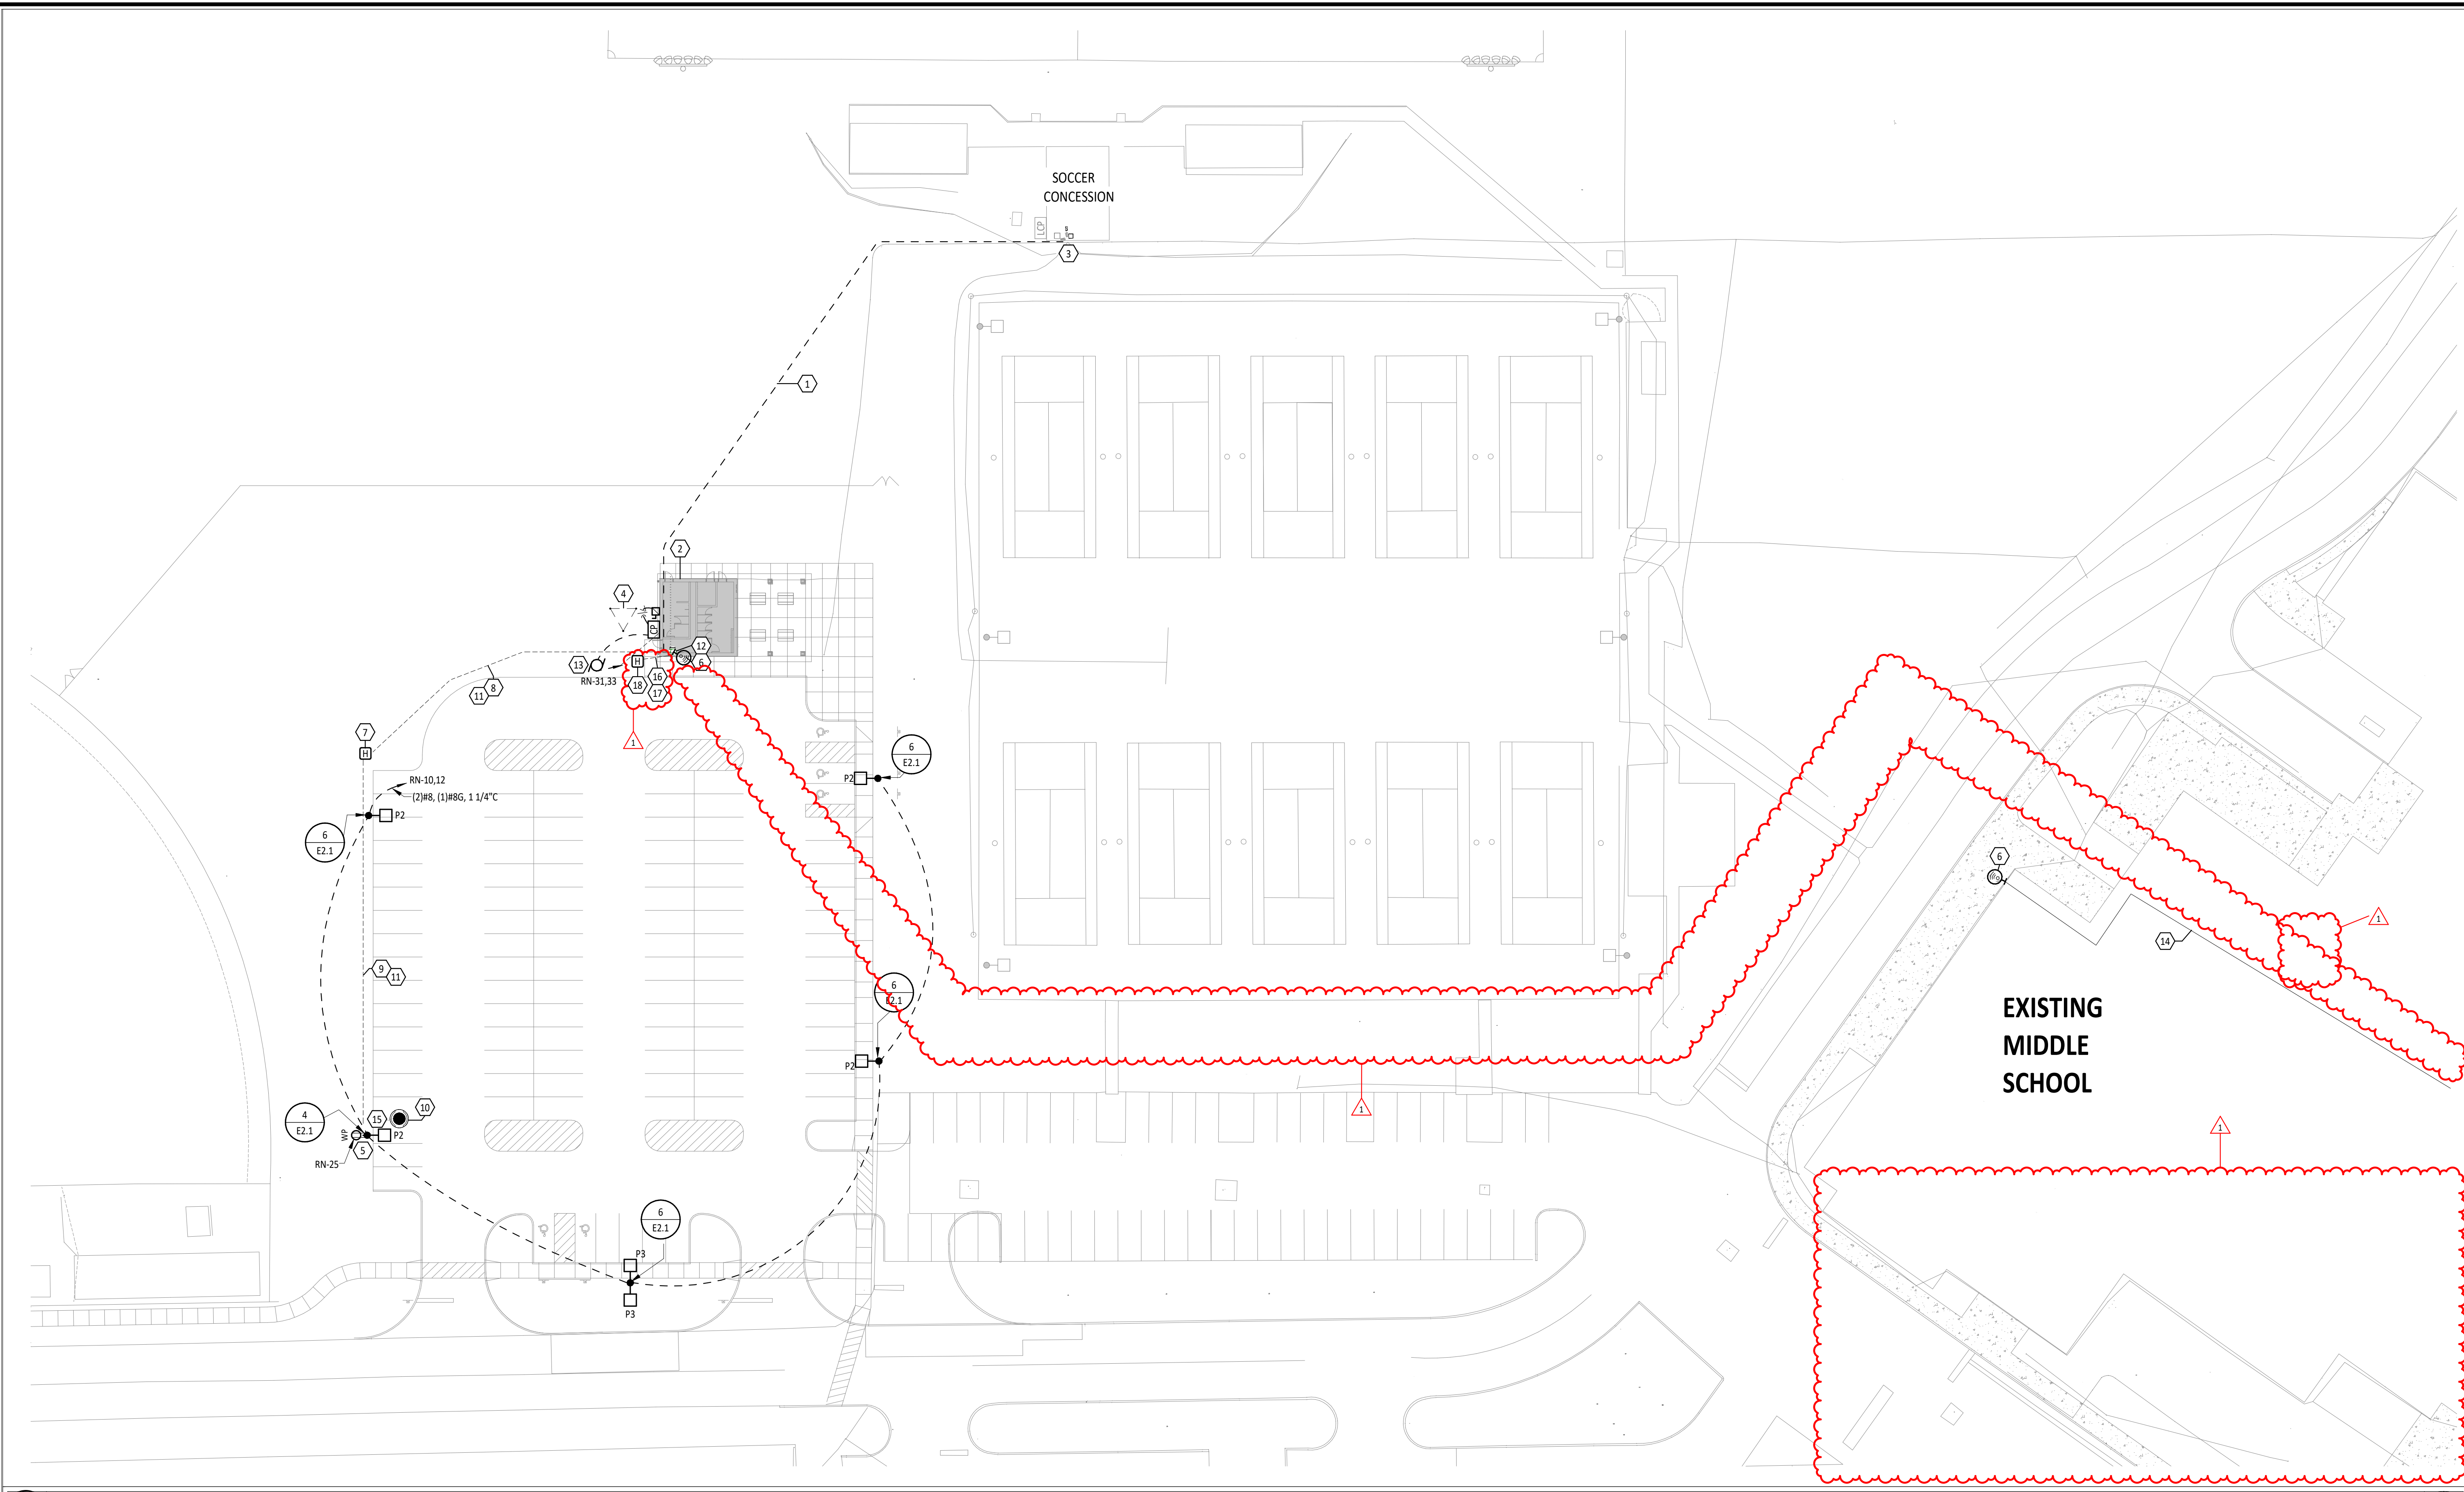 SOCCER
CONCESSION
LCP
3
1
2
4
LCP
12
6
13
RN-31,33
16
18
17
1
8
11
7
H
H
RN-10,12
(2)#8, (1)#8G, 1 1/4"C
P2
6
E2.1
P2
6
E2.1
6
14
1
9
11
6
E2.1
P2
EXISTING
MIDDLE
SCHOOL
1
1
4
E2.1
15
10
WP
P2
5
RN-25
6
E2.1
P3
P3